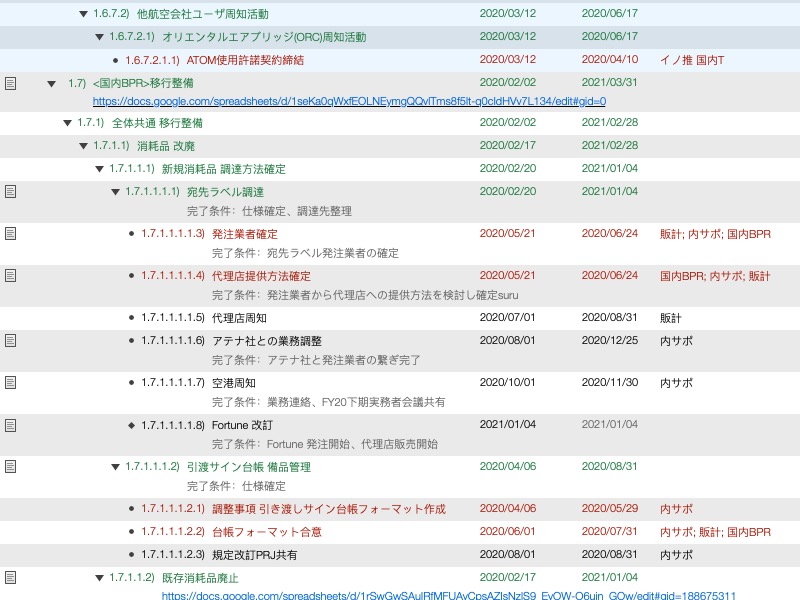 1.6.7.2) 他航空会社ユーザ周知活動 2020/03/12 2020/06/17
1.6.7.2.1) オリエンタルエアブリッジ(ORC)周知活動 2020/03/12 2020/06/17
1.6.7.2.1.1) ATOM使用許諾契約締結 2020/03/12 2020/04/10 イノ推 国内T
1.7) <国内BPR>移行整備 2020/02/02 2021/03/31
https://docs.google.com/spreadsheets/d/1seKa0qWxfEOLNEymgQQvlTms8f5lt-q0cldHVv7L134/edit#gid=0
1.7.1) 全体共通 移行整備 2020/02/02 2021/02/28
1.7.1.1) 消耗品 改廃 2020/02/17 2021/02/28
1.7.1.1.1) 新規消耗品 調達方法確定 2020/02/20 2021/01/04
1.7.1.1.1.1) 宛先ラベル調達 2020/02/20 2021/01/04
完了条件：仕様確定、調達先整理
1.7.1.1.1.1.3) 発注業者確定 2020/05/21 2020/06/24 販計; 内サポ; 国内BPR
完了条件：宛先ラベル発注業者の確定
1.7.1.1.1.1.4) 代理店提供方法確定 2020/05/21 2020/06/24 国内BPR; 内サポ; 販計
完了条件：発注業者から代理店への提供方法を検討し確定suru
1.7.1.1.1.1.5) 代理店周知 2020/07/01 2020/08/31 販計
1.7.1.1.1.1.6) アテナ社との業務調整 2020/08/01 2020/12/25 内サポ
完了条件：アテナ社と発注業者の繋ぎ完了
1.7.1.1.1.1.7) 空港周知 2020/10/01 2020/11/30 内サポ
完了条件：業務連絡、FY20下期実務者会議共有
1.7.1.1.1.1.8) Fortune 改訂 2021/01/04 2021/01/04
完了条件：Fortune 発注開始、代理店販売開始
1.7.1.1.1.2) 引渡サイン台帳 備品管理 2020/04/06 2020/08/31
完了条件：仕様確定
1.7.1.1.1.2.1) 調整事項 引き渡しサイン台帳フォーマット作成 2020/04/06 2020/05/29 内サポ
1.7.1.1.1.2.2) 台帳フォーマット合意 2020/06/01 2020/07/31 内サポ; 販計; 国内BPR
1.7.1.1.1.2.3) 規定改訂PRJ共有 2020/08/01 2020/08/31 内サポ
1.7.1.1.2) 既存消耗品廃止 2020/02/17 2021/01/04
https://docs.google.com/spreadsheets/d/1rSwGwSAulRfMFUAvCpsAZIsNzlS9_EyOW-O6uin_GOw/edit#gid=188675311